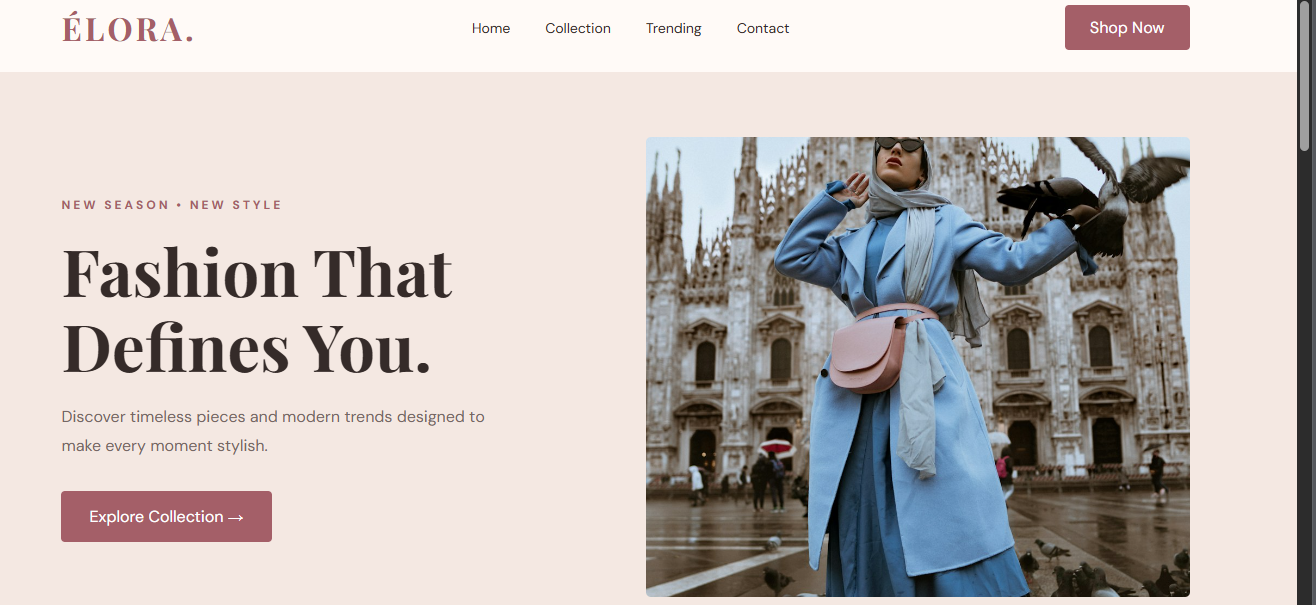 ÉLORA.
Home
Collection
Trending
Contact
Shop Now
NEW SEASON • NEW STYLE
Fashion That
Defines You.
Discover timeless pieces and modern trends designed to
make every moment stylish.
Explore Collection →